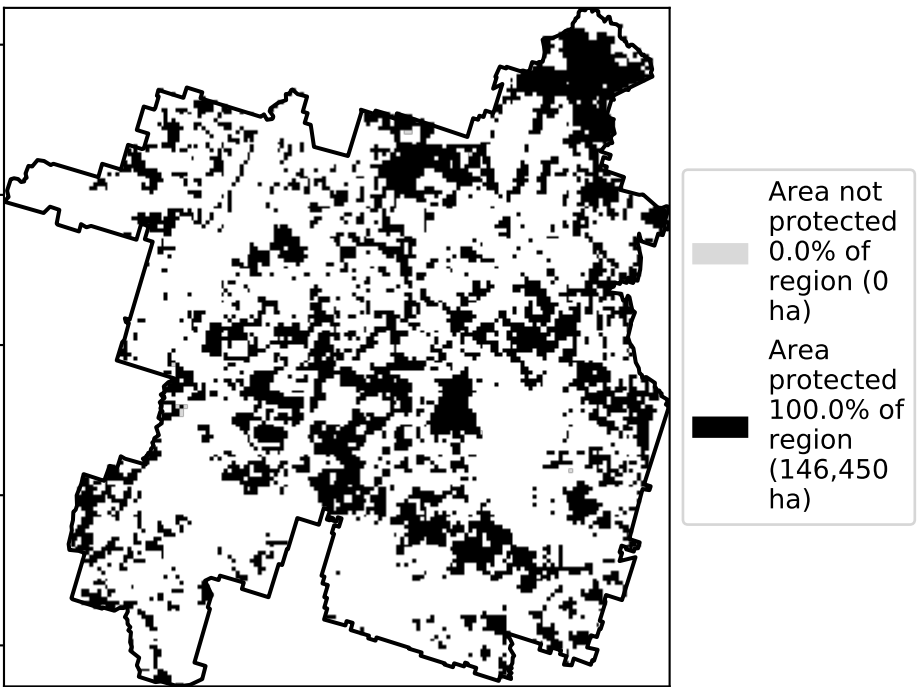 Area not
protected
0.0% of
region (0
ha)
Area
protected
100.0% of
region
(146,450
ha)